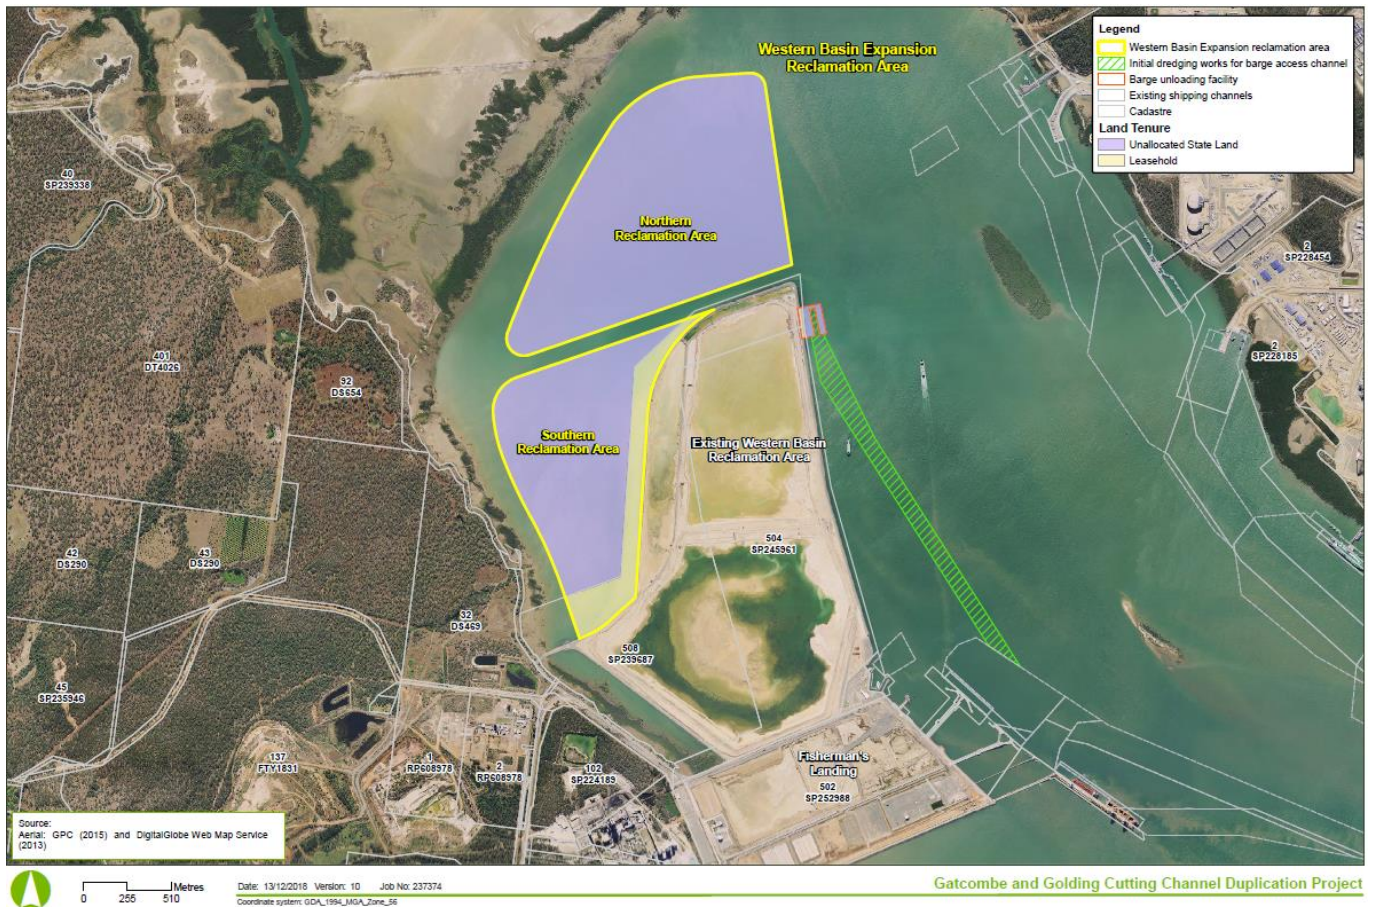 Western Basin Expansion
Reclamation Area
Legend
Western Basin Expansion reclamation area
Initial dredging works for barge access channel
Barge unloading facility
Existing shipping channels
Cadastre
Land Tenure
Unallocated State Land
Leasehold
40
SP239338
Northern
Reclamation Area
2
SP228454
401
DT4026
92
DS654
2
SP228185
Southern
Reclamation Area
Existing Western Basin
Reclamation Area
504
SP245961
42
DS290
43
DS290
32
DS469
508
SP239687
45
SP235946
137
FTY1831
1
RP608978
2
RP608978
102
SP224189
Fisherman's
Landing
502
SP252988
Source:
Aerial: GPC (2015) and DigitalGlobe Web Map Service
(2013)
Metres
0 255 510
Date: 13/12/2018 Version: 10 Job No: 237374
Coordinate system: GDA_1994_MGA_Zone_56
Gatcombe and Golding Cutting Channel Duplication Project